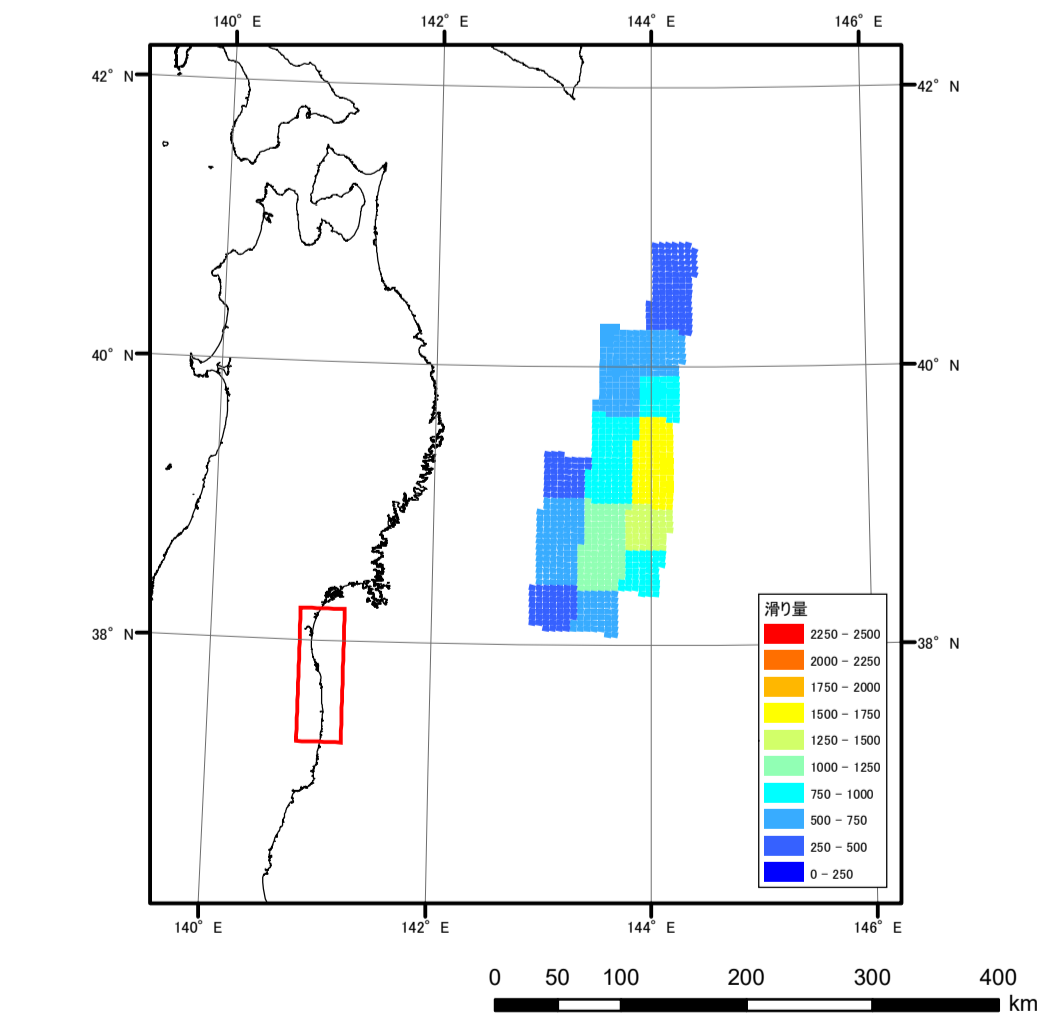 140° E 142° E 144° E 146° E
42° N 42° N
40° N 40° N
38° N 38° N
滑り量
2250 - 2500
2000 - 2250
1750 - 2000
1500 - 1750
1250 - 1500
1000 - 1250
750 - 1000
500 - 750
250 - 500
0 - 250
140° E 142° E 144° E 146° E
0 50 100 200 300 400
km